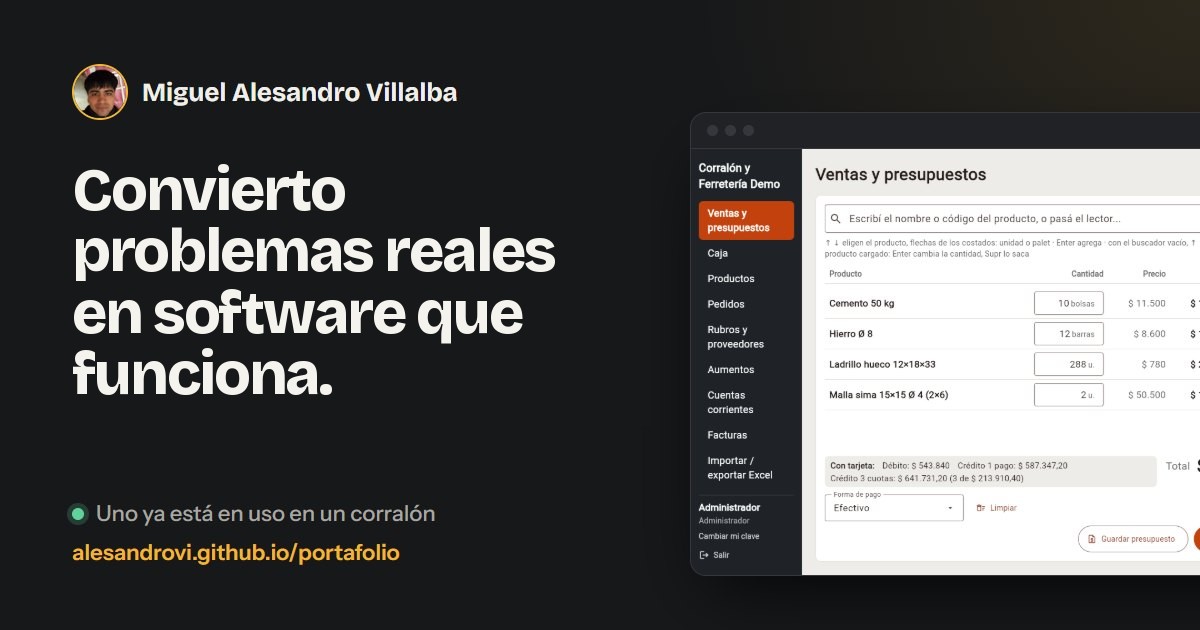 Miguel Alesandro Villalba
Convierto
problemas reales
en software que
funciona.
Uno ya está en uso en un corralón
alesandrovi.github.io/portafolio
Corralón y
Ferretería Demo
Ventas y
presupuestos
Caja
Productos
Pedidos
Rubros y
proveedores
Aumentos
Cuentas
corrientes
Facturas
Importar /
exportar Excel
Administrador
Administrador
Cambiar mi clave
Salir
Ventas y presupuestos
Escribí el nombre o código del producto, o pasá el lector...
↑ ↓ eligen el producto, flechas de los costados: unidad o palet · Enter agrega · con el buscador vacío, ↑
producto cargado: Enter cambia la cantidad, Supr lo saca
Producto Cantidad Precio
Cemento 50 kg 10 bolsas $ 11.500 $
Hierro Ø 8 12 barras $ 8.600 $
Ladrillo hueco 12×18×33 288 u. $ 780 $
Malla sima 15×15 Ø 4 (2×6) 2 u. $ 50.500 $
Con tarjeta: Débito: $ 543.840 Crédito 1 pago: $ 587.347,20
Crédito 3 cuotas: $ 641.731,20 (3 de $ 213.910,40)
Total $
Forma de pago
Efectivo
Limpiar
Guardar presupuesto